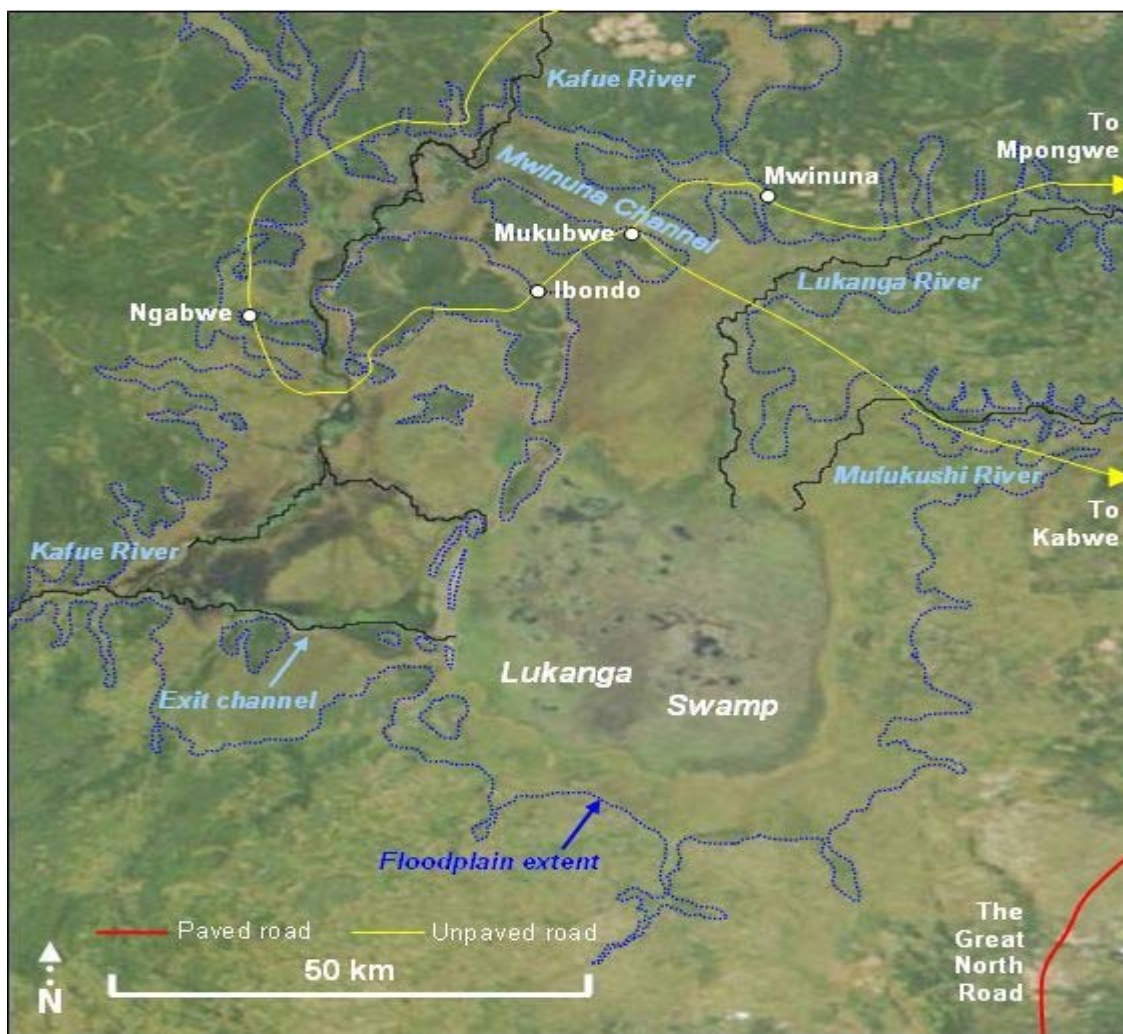 Kafue River
To
Mpongwe
Mwinuna Channel
Mwinuna
Mukubwe
Lukanga River
Ibondo
Ngabwe
Mufukushi River
To
Kabwe
Kafue River
Lukanga
Swamp
Exit channel
Floodplain extent
The
Great
North
Road
Paved road
Unpaved road
50 km
N